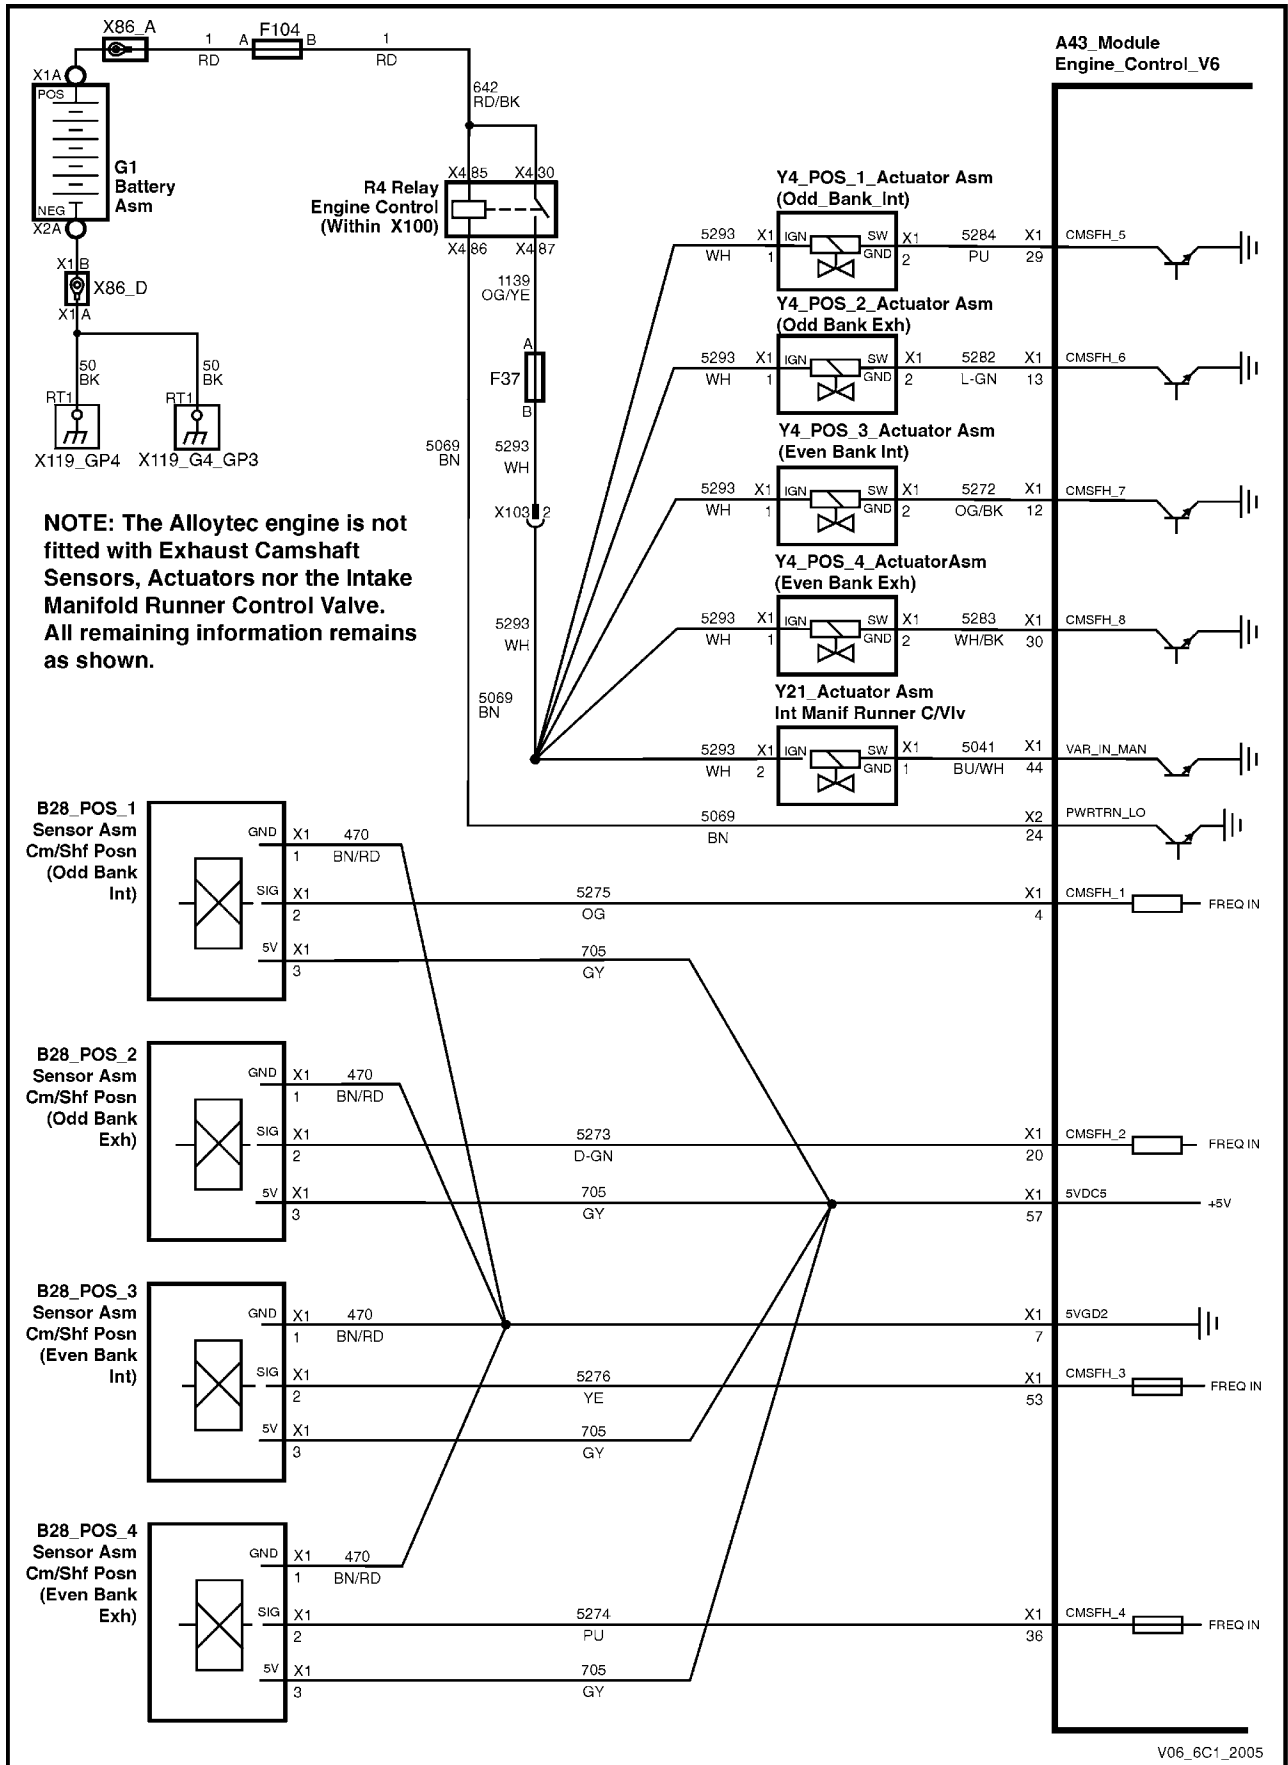 X86_A
1
RD
A
F104
B
1
RD
X1A
POS
G1
Battery
Asm
NEG
X2A
X1 B
X86_D
X1 A
50
BK
50
BK
RT1
RT1
X119_GP4
X119_G4_GP3
642
RD/BK
X4 85
X4 30
R4 Relay
Engine Control
(Within X100)
X4 86
X4 87
1139
OG/YE
A
F37
B
5069
BN
5293
WH
X103 2
5293
WH
5069
BN
NOTE: The Alloytec engine is not
fitted with Exhaust Camshaft
Sensors, Actuators nor the Intake
Manifold Runner Control Valve.
All remaining information remains
as shown.
A43_Module
Engine_Control_V6
Y4_POS_1_Actuator Asm
(Odd_Bank_Int)
5293
WH
X1
1
IGN
SW
GND
X1
2
5284
PU
X1
29
CMSFH_5
Y4_POS_2_Actuator Asm
(Odd Bank Exh)
5293
WH
X1
1
IGN
SW
GND
X1
2
5282
L-GN
X1
13
CMSFH_6
Y4_POS_3_Actuator Asm
(Even Bank Int)
5293
WH
X1
1
IGN
SW
GND
X1
2
5272
OG/BK
X1
12
CMSFH_7
Y4_POS_4_ActuatorAsm
(Even Bank Exh)
5293
WH
X1
1
IGN
SW
GND
X1
2
5283
WH/BK
X1
30
CMSFH_8
Y21_Actuator Asm
Int Manif Runner C/Vlv
5293
WH
X1
2
IGN
SW
GND
X1
1
5041
BU/WH
X1
44
VAR_IN_MAN
5069
BN
X2
24
PWRTRN_LO
B28_POS_1
Sensor Asm
Cm/Shf Posn
(Odd Bank
Int)
GND
X1
1
470
BN/RD
SIG
X1
2
5275
OG
X1
4
CMSFH_1
FREQ IN
5V
X1
3
705
GY
B28_POS_2
Sensor Asm
Cm/Shf Posn
(Odd Bank
Exh)
GND
X1
1
470
BN/RD
SIG
X1
2
5273
D-GN
X1
20
CMSFH_2
FREQ IN
5V
X1
3
705
GY
X1
57
5VDC5
+5V
B28_POS_3
Sensor Asm
Cm/Shf Posn
(Even Bank
Int)
GND
X1
1
470
BN/RD
X1
7
5VGD2
SIG
X1
2
5276
YE
X1
53
CMSFH_3
FREQ IN
5V
X1
3
705
GY
B28_POS_4
Sensor Asm
Cm/Shf Posn
(Even Bank
Exh)
GND
X1
1
470
BN/RD
SIG
X1
2
5274
PU
X1
36
CMSFH_4
FREQ IN
5V
X1
3
705
GY
V06_6C1_2005